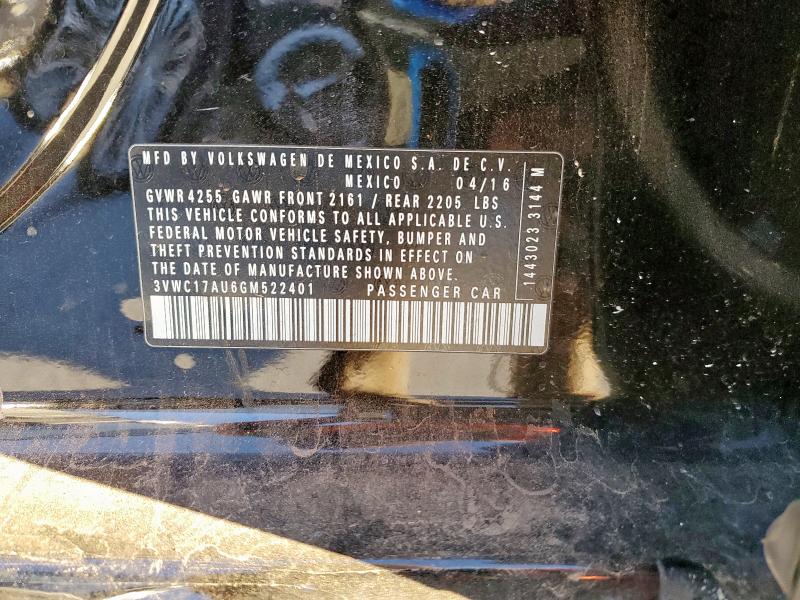 MFD BY VOLKSWAGEN DE MEXICO S.A. DE C.V.
MEXICO 04/16
GVWR 4255 GAWR FRONT 2161 / REAR 2205 LBS
THIS VEHICLE CONFORMS TO ALL APPLICABLE U.S.
FEDERAL MOTOR VEHICLE SAFETY, BUMPER AND
THEFT PREVENTION STANDARDS IN EFFECT ON
THE DATE OF MANUFACTURE SHOWN ABOVE.
3VWC17AU6GM522401 PASSENGER CAR
1443023 3144 M